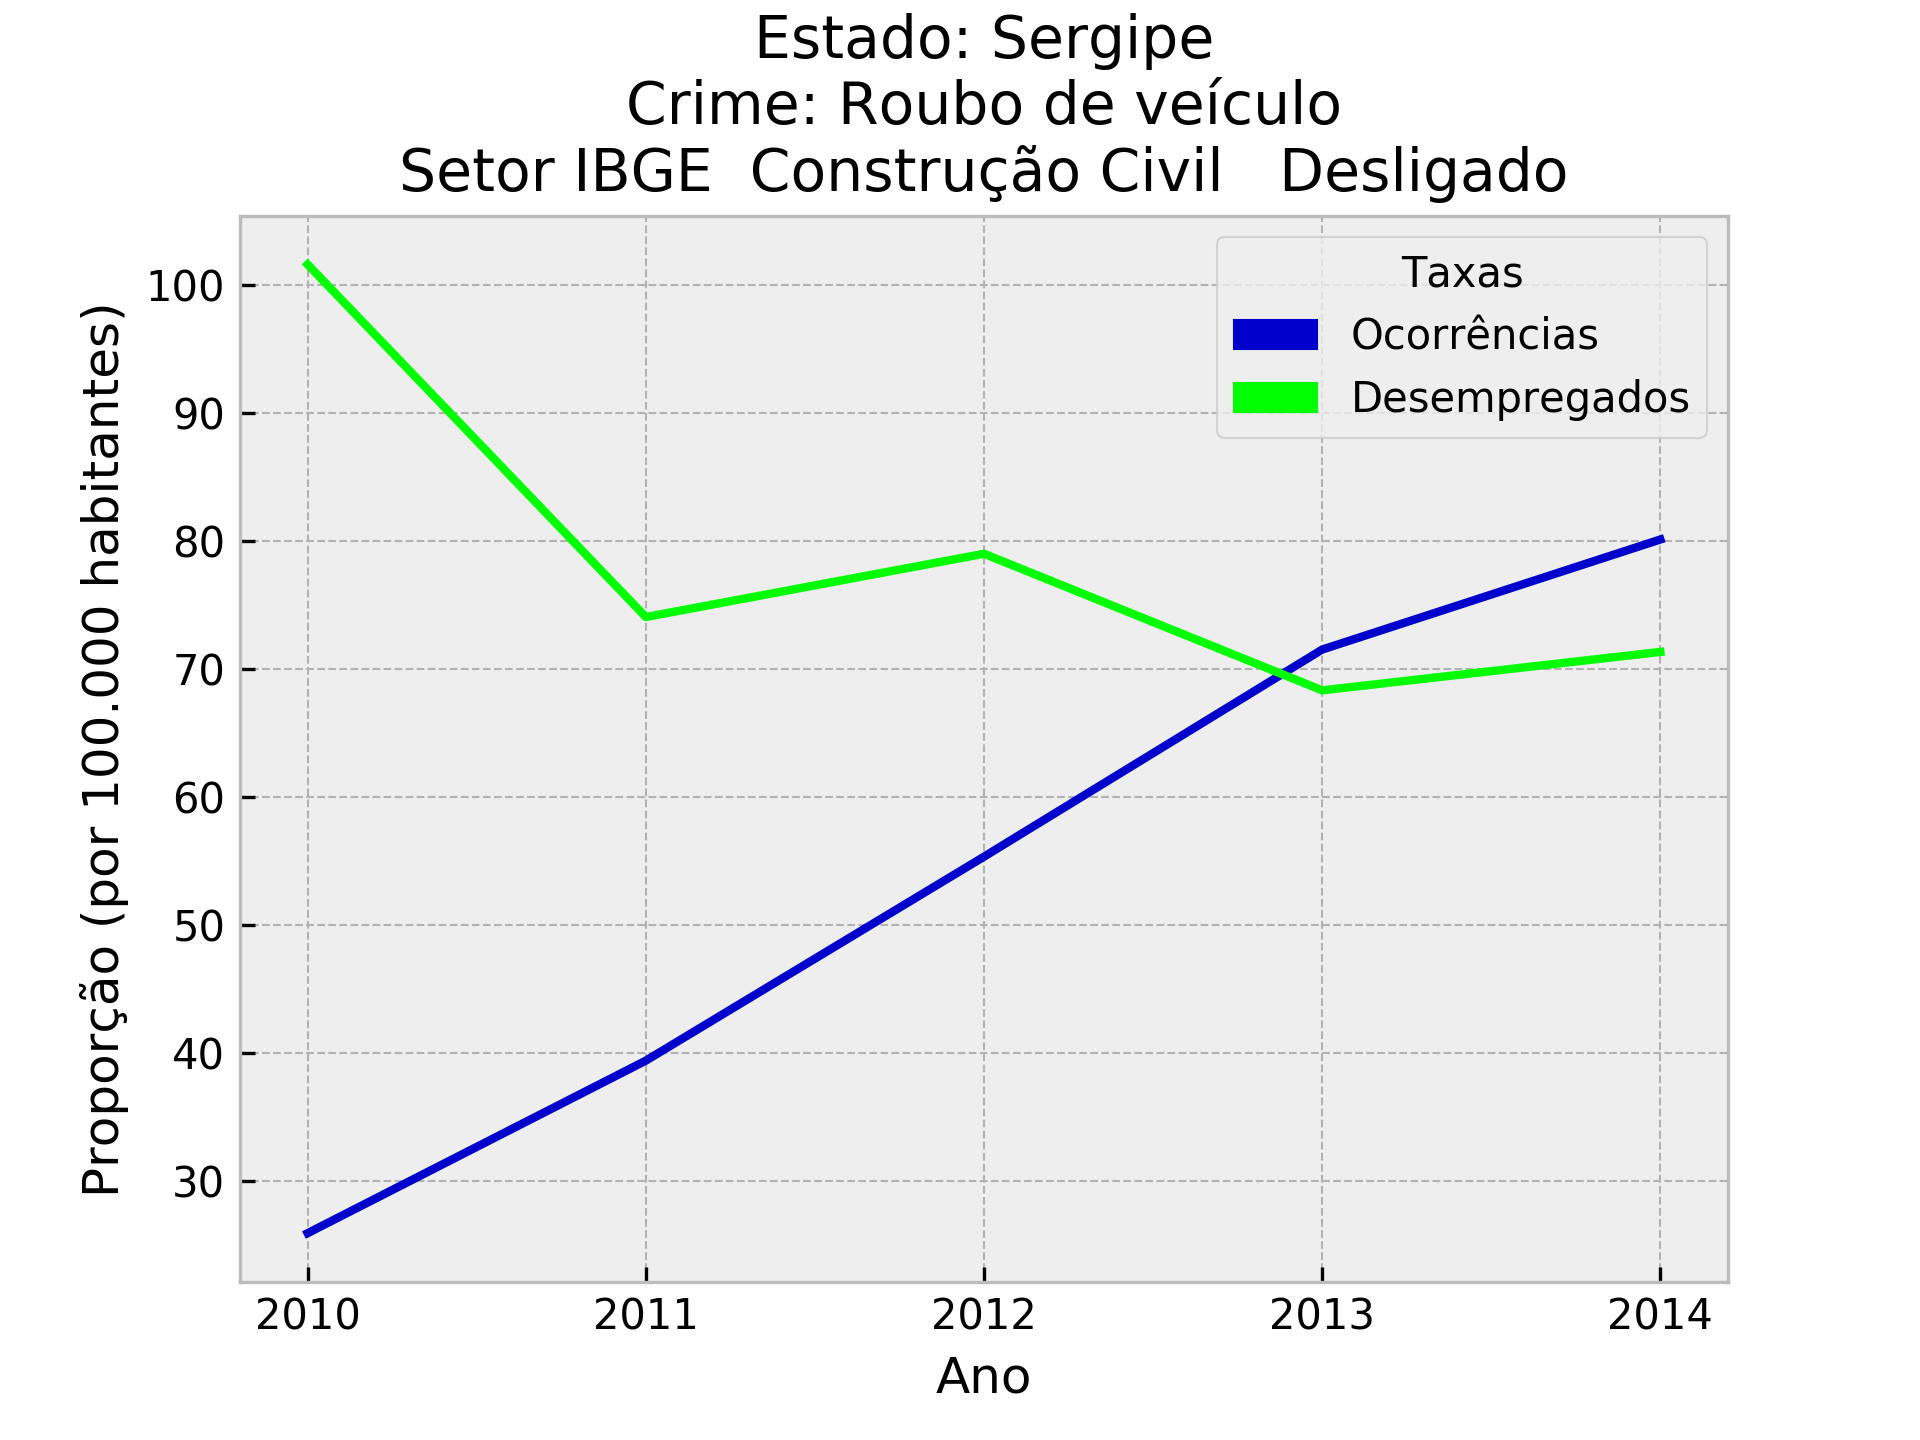 Estado: Sergipe
Crime: Roubo de veículo
Setor IBGE  Construção Civil   Desligado
Proporção (por 100.000 habitantes)
100
90
80
70
60
50
40
30
Taxas
Ocorrências
Desempregados
2010 2011 2012 2013 2014
Ano